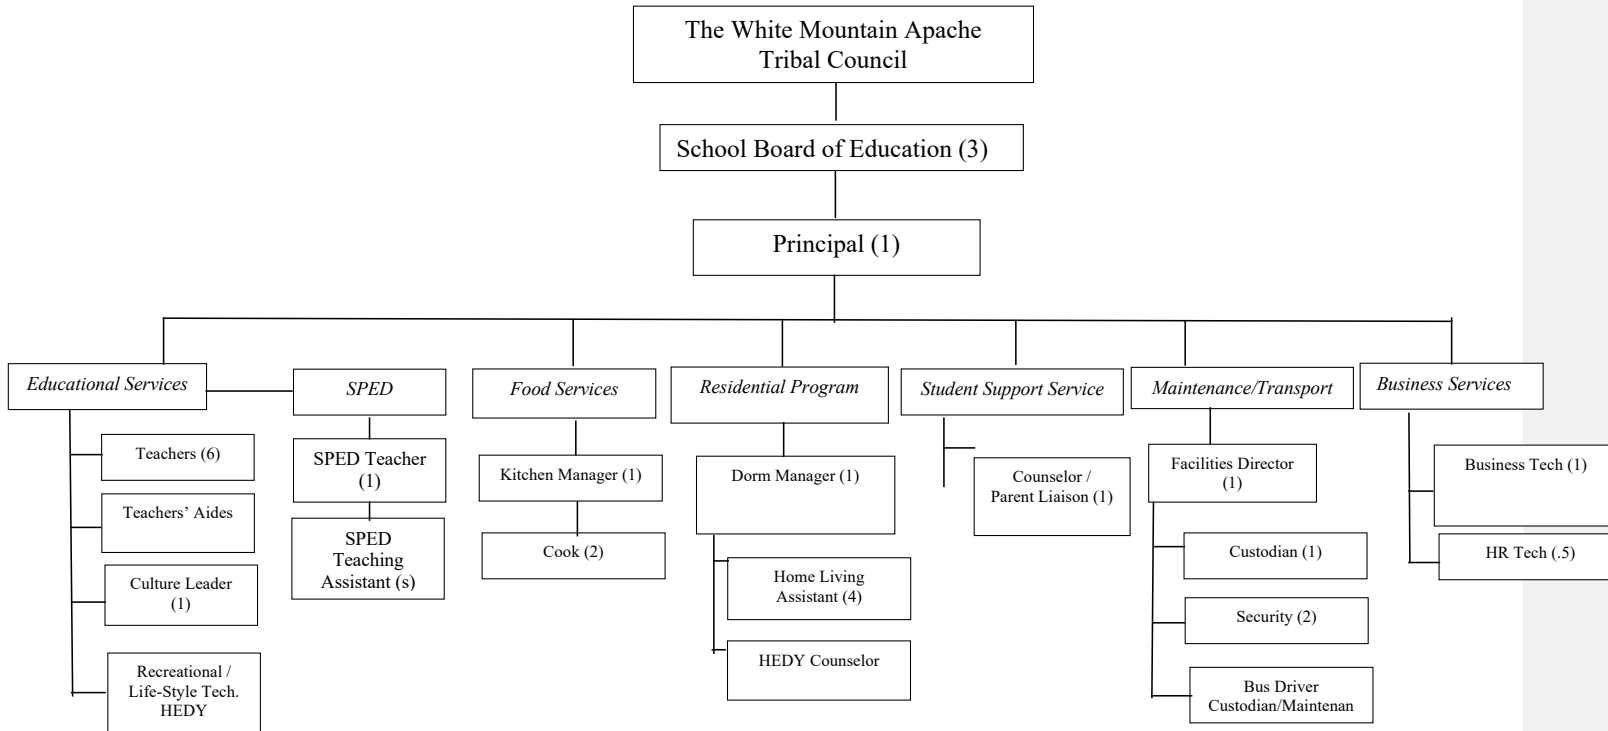 The White Mountain Apache
Tribal Council
School Board of Education (3)
Principal (1)
Educational Services
SPED
Food Services
Residential Program
Student Support Service
Maintenance/Transport
Business Services
Teachers (6)
Teachers’ Aides
Culture Leader
(1)
Recreational /
Life-Style Tech.
HEDY
SPED Teacher
(1)
SPED
Teaching
Assistant (s)
Kitchen Manager (1)
Cook (2)
Dorm Manager (1)
Home Living
Assistant (4)
HEDY Counselor
Counselor /
Parent Liaison (1)
Facilities Director
(1)
Custodian (1)
Security (2)
Bus Driver
Custodian/Maintenan
Business Tech (1)
HR Tech (.5)